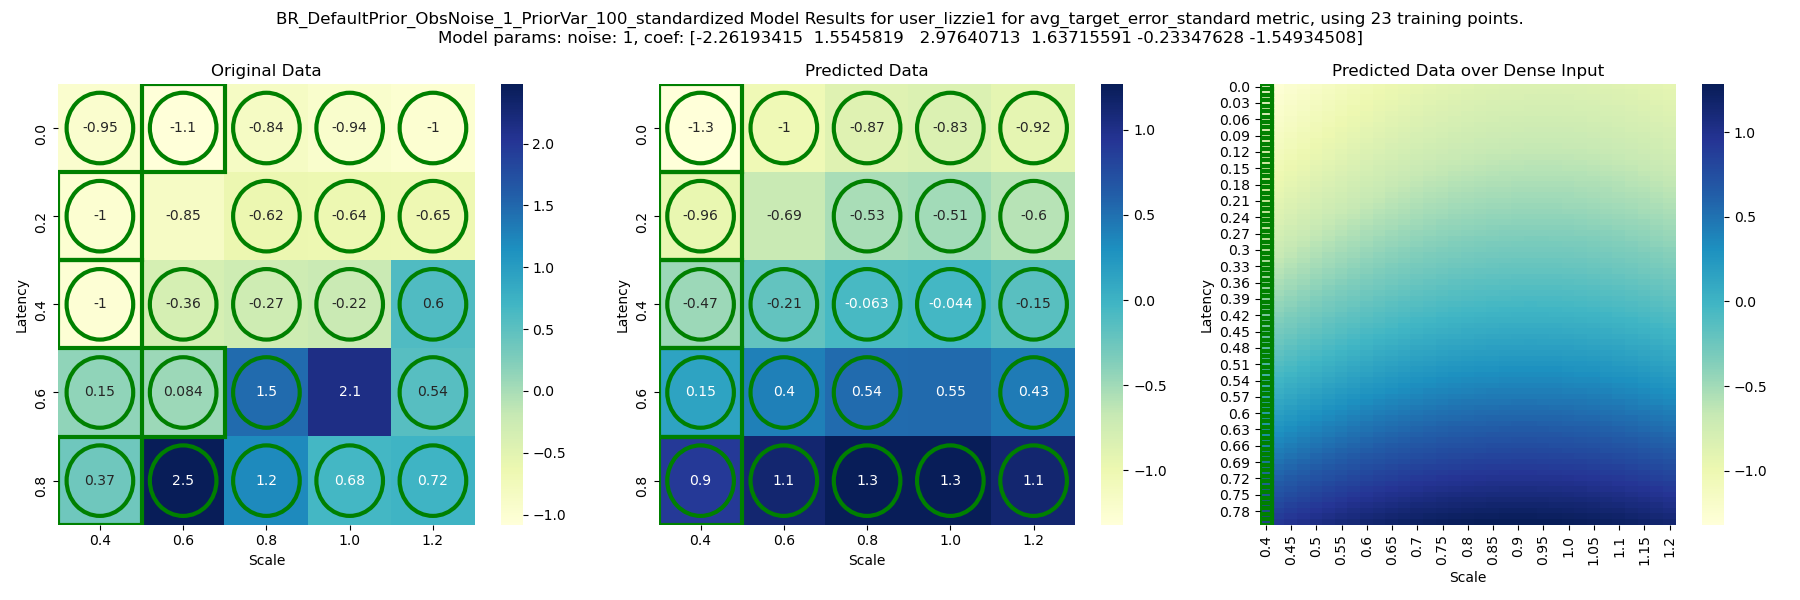 BR_DefaultPrior_ObsNoise_1_PriorVar_100_standardized Model Results for user_lizzie1 for avg_target_error_standard metric, using 23 training points.
Model params: noise: 1, coef: [-2.26193415 1.5545819 2.97640713 1.63715591 -0.23347628 -1.54934508]
Original Data
0.0 -0.95 -1.1 -0.84 -0.94 -1
0.2 -1 -0.85 -0.62 -0.64 -0.65
0.4 -1 -0.36 -0.27 -0.22 0.6
0.6 0.15 0.084 1.5 2.1 0.54
0.8 0.37 2.5 1.2 0.68 0.72
0.4 0.6 0.8 1.0 1.2
Scale
Latency
2.0
1.5
1.0
0.5
0.0
−0.5
−1.0
Predicted Data
0.0 -1.3 -1 -0.87 -0.83 -0.92
0.2 -0.96 -0.69 -0.53 -0.51 -0.6
0.4 -0.47 -0.21 -0.063 -0.044 -0.15
0.6 0.15 0.4 0.54 0.55 0.43
0.8 0.9 1.1 1.3 1.3 1.1
0.4 0.6 0.8 1.0 1.2
Scale
Latency
1.0
0.5
0.0
−0.5
−1.0
Predicted Data over Dense Input
0.0
0.03
0.06
0.09
0.12
0.15
0.18
0.21
0.24
0.27
0.3
0.33
0.36
0.39
0.42
0.45
0.48
0.51
0.54
0.57
0.6
0.63
0.66
0.69
0.72
0.75
0.78
0.4 0.45 0.5 0.55 0.6 0.65 0.7 0.75 0.8 0.85 0.9 0.95 1.0 1.05 1.1 1.15 1.2
Scale
Latency
1.0
0.5
0.0
−0.5
−1.0